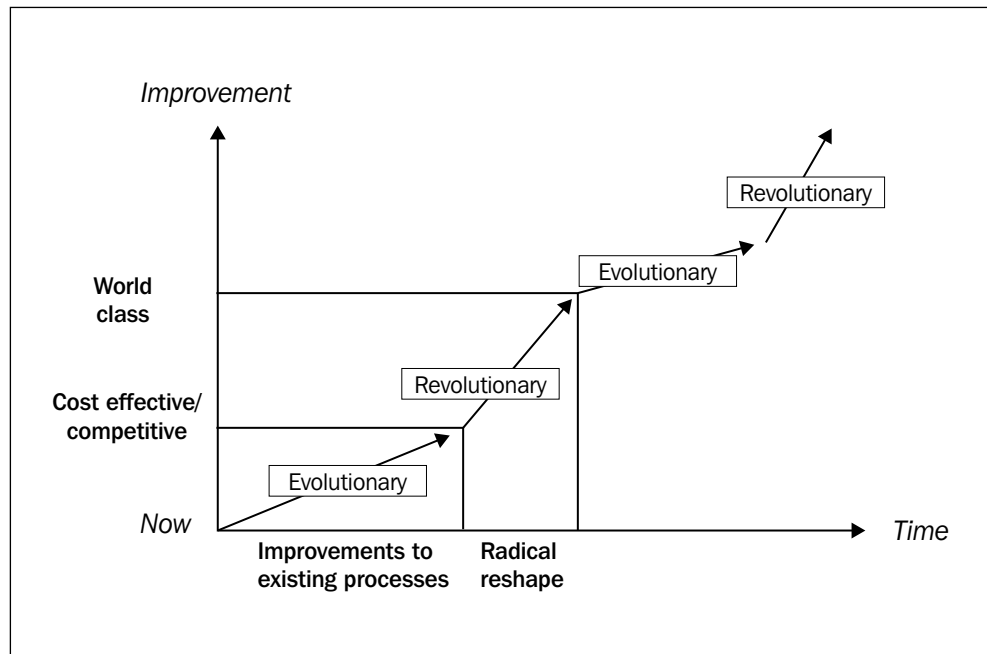 Improvement
Revolutionary
Evolutionary
World
class
Revolutionary
Cost effective/
competitive
Evolutionary
Now
Time
Improvements to
existing processes
Radical
reshape